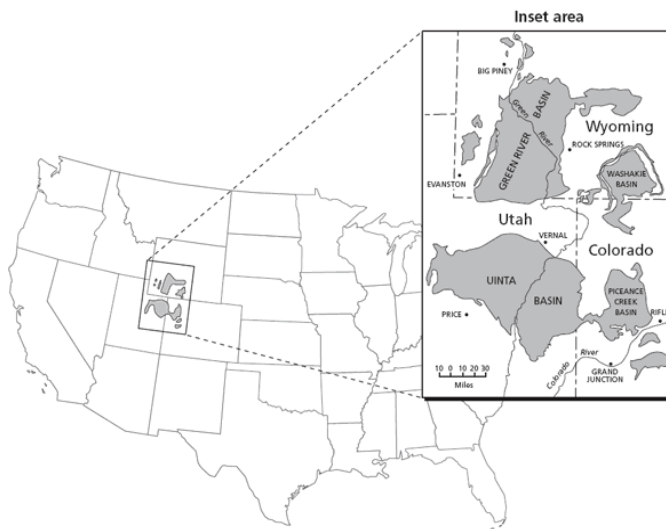 Inset area
BIG PINEY
Green
River
BASIN
GREEN RIVER
Wyoming
ROCK SPRINGS
EVANSTON
WASHAKIE
BASIN
Utah
VERNAL
Colorado
UINTA
BASIN
PICEANCE
CREEK
BASIN
PRICE
RIFL
River
Colorado
GRAND
JUNCTION
10 0 10 20 30
Miles